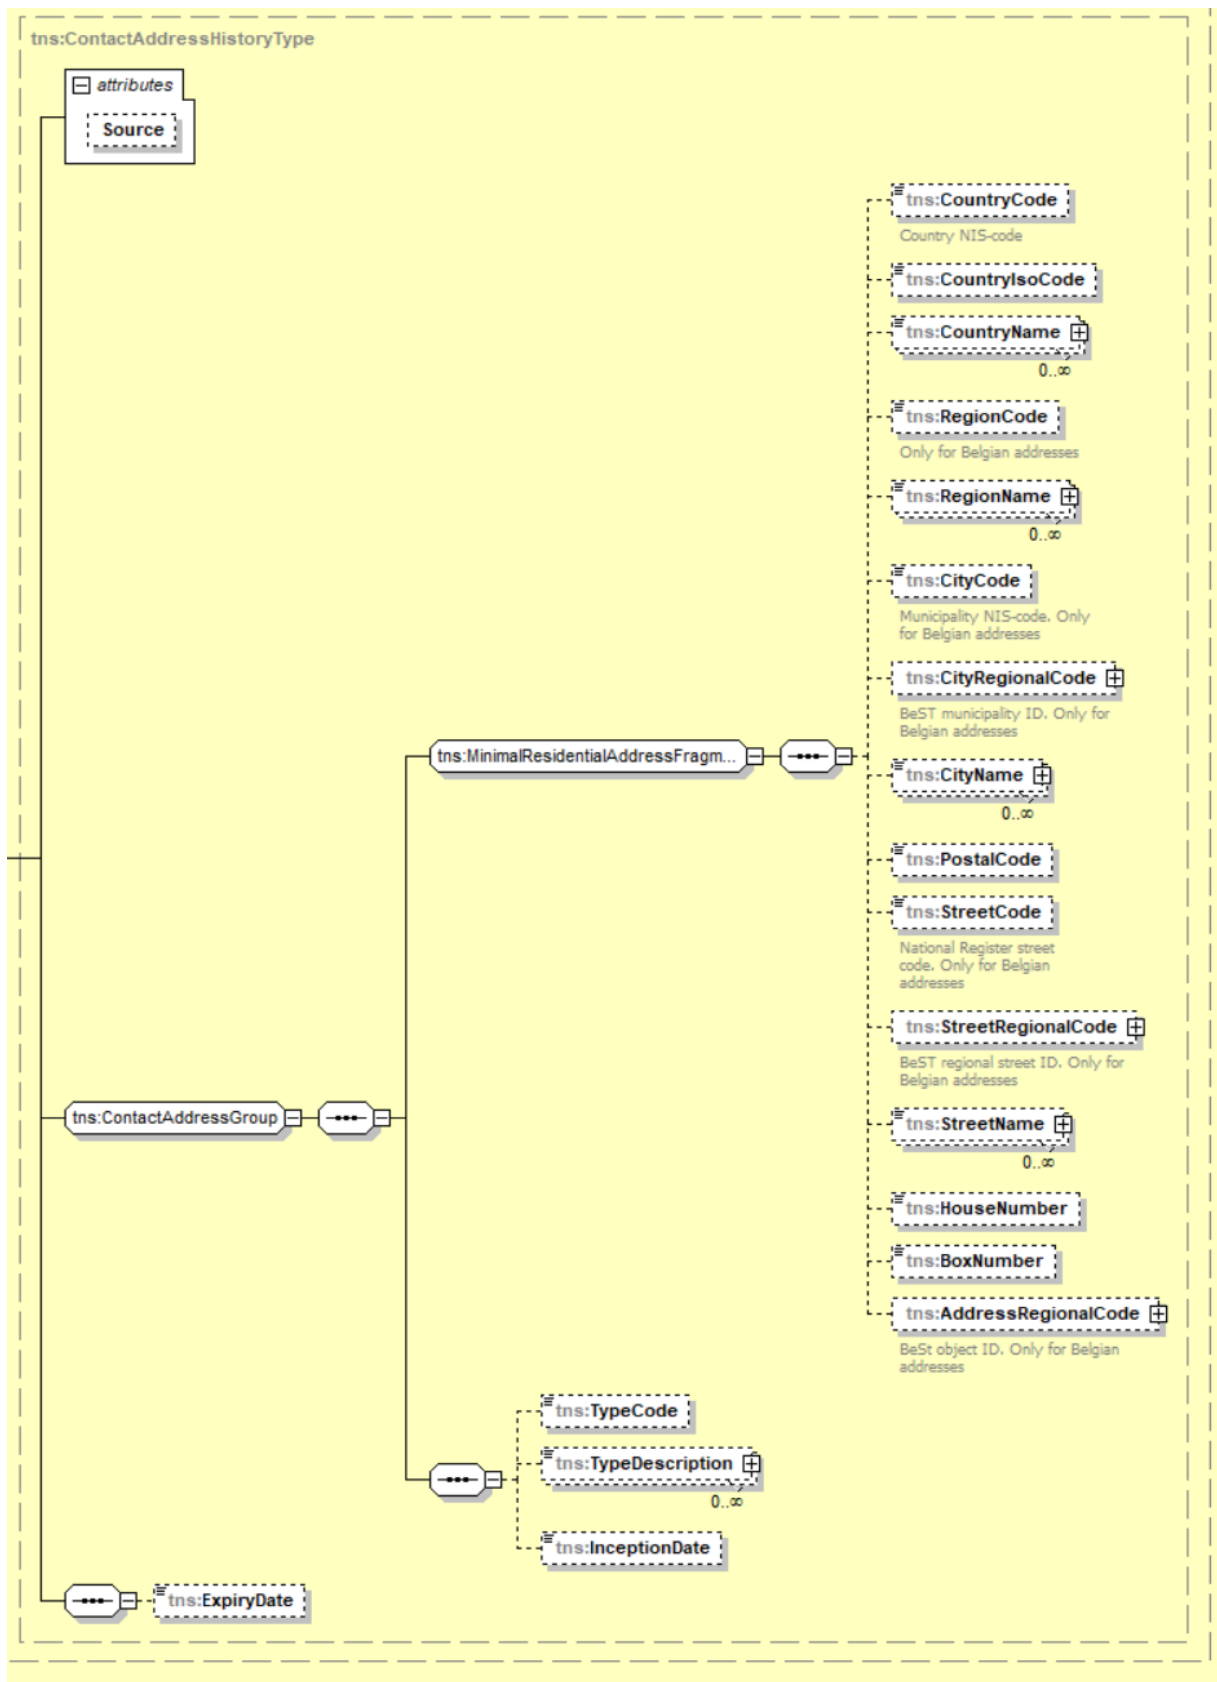 tns:ContactAddressHistoryType
attributes
Source
tns:CountryCode
Country NIS-code
tns:CountryIsoCode
tns:CountryName
0..∞
tns:RegionCode
Only for Belgian addresses
tns:RegionName
0..∞
tns:CityCode
Municipality NIS-code. Only
for Belgian addresses
tns:CityRegionalCode
BeST municipality ID. Only for
Belgian addresses
tns:MinimalResidentialAddressFragm...
tns:CityName
0..∞
tns:PostalCode
tns:StreetCode
National Register street
code. Only for Belgian
addresses
tns:StreetRegionalCode
BeST regional street ID. Only for
Belgian addresses
tns:ContactAddressGroup
tns:StreetName
0..∞
tns:HouseNumber
tns:BoxNumber
tns:AddressRegionalCode
BeSt object ID. Only for Belgian
addresses
tns:TypeCode
tns:TypeDescription
0..∞
tns:InceptionDate
tns:ExpiryDate